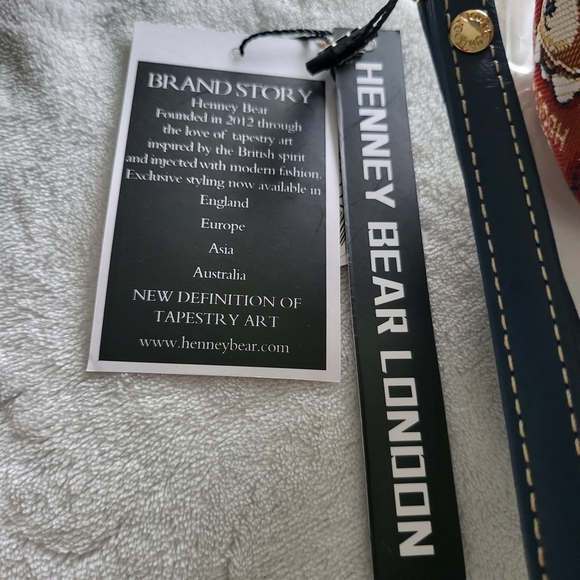 BRAND STORY
Henney Bear
Founded in 2012 through
the love of tapestry art
inspired by the British spirit
and injected with modern fashion.
Exclusive styling now available in
England
Europe
Asia
Australia
NEW DEFINITION OF
TAPESTRY ART
www.henneybear.com
HENNEY BEAR LONDON